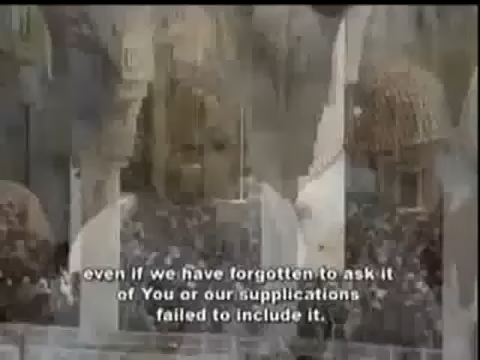 even if we have forgotten to ask it
of You or our supplications
failed to include it.